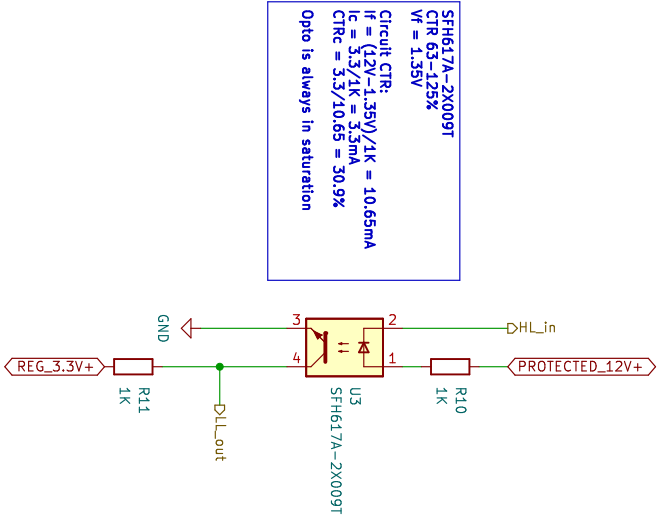 SFH617A-2X009T
CTR 63-125%
Vf = 1.35V
Circuit CTR:
If = (12V-1.35V)/1K = 10.65mA
Ic = 3.3/1K = 3.3mA
CTRc = 3.3/10.65 = 30.9%
Opto is always in saturation
GND
3
2
HL_in
REG_3.3V+
4
1
PROTECTED_12V+
R11
1K
LL_out
U3
SFH617A-2X009T
R10
1K